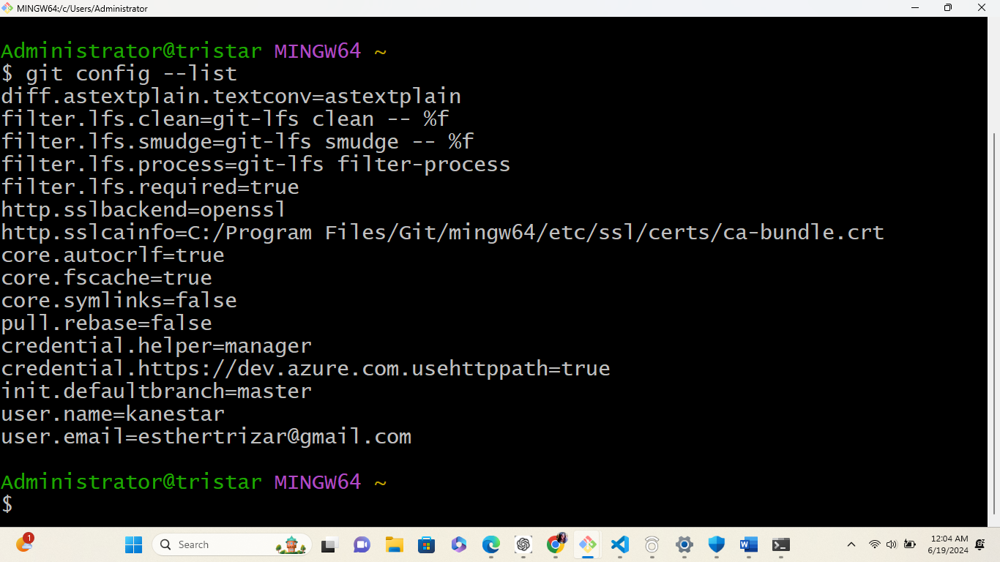 MINGW64:/c/Users/Administrator
Administrator@tristar MINGW64 ~
$ git config --list
diff.astextplain.textconv=astextplain
filter.lfs.clean=git-lfs clean -- %f
filter.lfs.smudge=git-lfs smudge -- %f
filter.lfs.process=git-lfs filter-process
filter.lfs.required=true
http.sslbackend=openssl
http.sslcainfo=C:/Program Files/Git/mingw64/etc/ssl/certs/ca-bundle.crt
core.autocrlf=true
core.fscache=true
core.symlinks=false
pull.rebase=false
credential.helper=manager
credential.https://dev.azure.com.usehttppath=true
init.defaultbranch=master
user.name=kanestar
user.email=esthertrizar@gmail.com
Administrator@tristar MINGW64 ~
$
1
Search
12:04 AM
6/19/2024